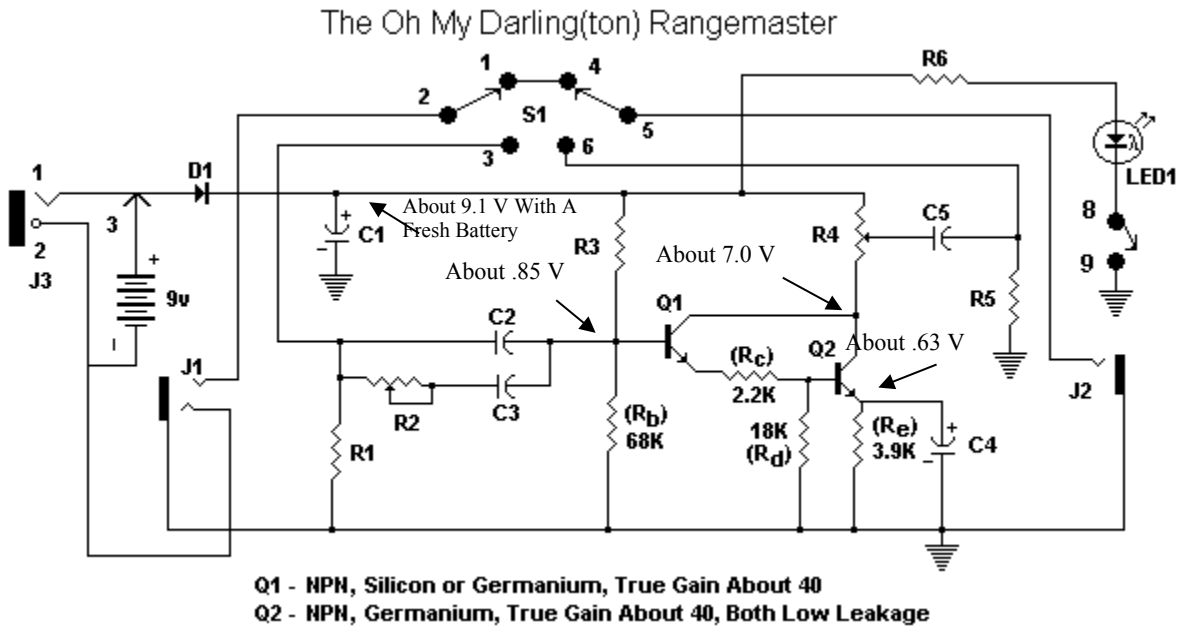 The Oh My Darling(ton) Rangemaster
R6
1
4
2
S1
5
3
6
LED1
1
D1
3
2
J3
+
9v
C1
+
About 9.1 V With A
Fresh Battery
R3
R4
C5
8
9
About .85 V
About 7.0 V
R5
Q1
C2
About .63 V
(Rc)
2.2K
Q2
J1
J2
R2
C3
(Rb)
68K
18K
(Rd)
(Re)
3.9K
+
C4
R1
Q1 - NPN, Silicon or Germanium, True Gain About 40
Q2 - NPN, Germanium, True Gain About 40, Both Low Leakage